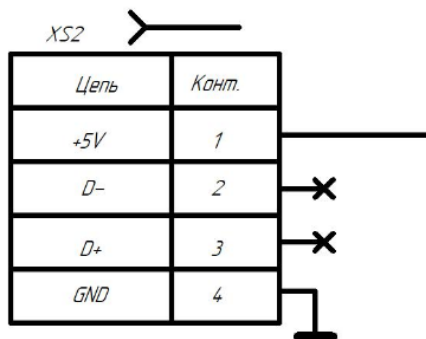 XS2
Цепь Конт.
+5V 1
D- 2
D+ 3
GND 4